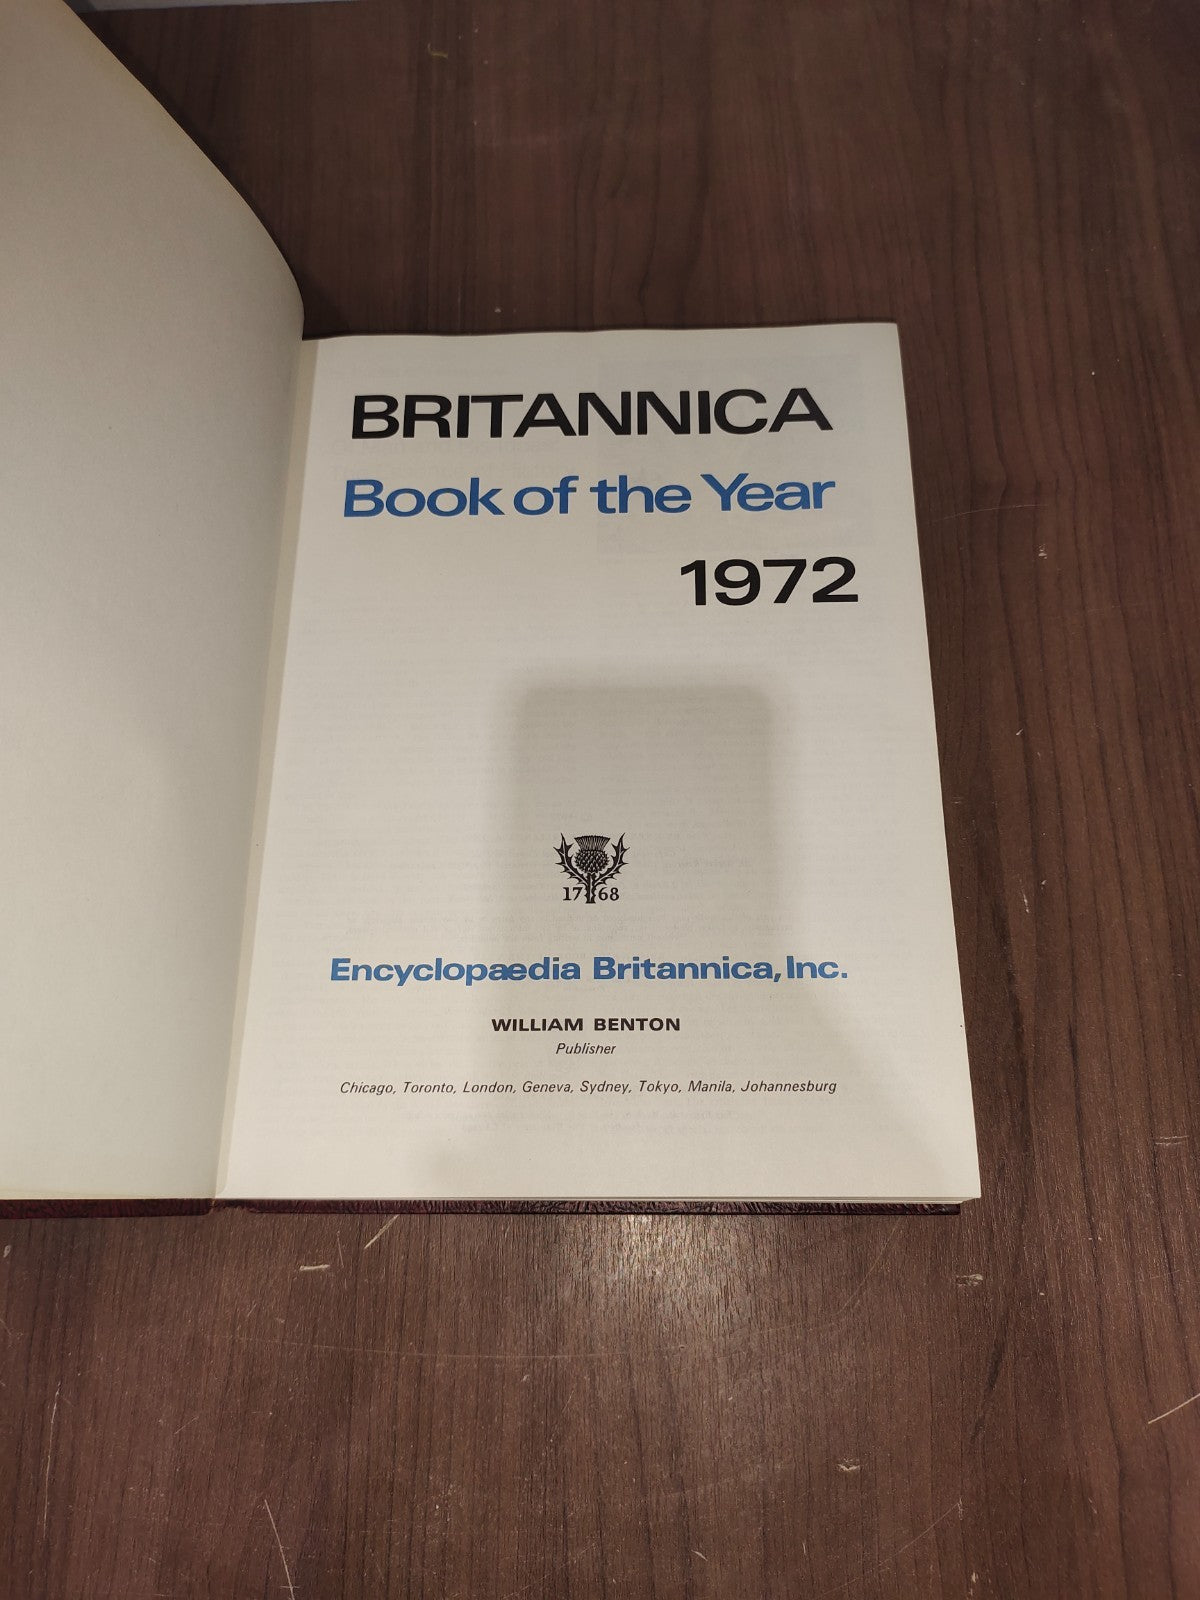 BRITANNICA
Book of the Year
1972
17 68
Encyclopaedia Britannica, Inc.
WILLIAM BENTON
Publisher
Chicago, Toronto, London, Geneva, Sydney, Tokyo, Manila, Johannesburg